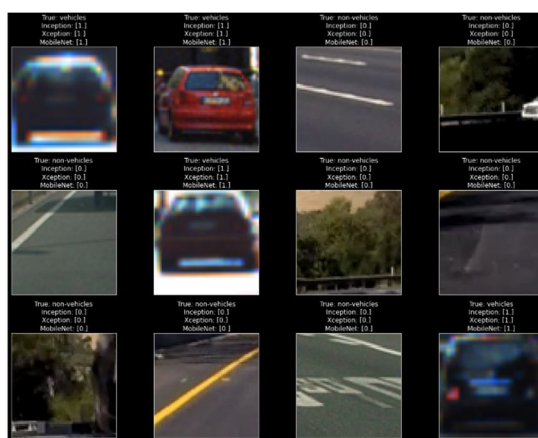 True: vehicles
Inception: [1.]
Xception: [1.]
MobileNet: [1.]
True: vehicles
Inception: [1.]
Xception: [1.]
MobileNet: [1.]
True: non-vehicles
Inception: [0.]
Xception: [0.]
MobileNet: [0.]
True: non-vehicles
Inception: [0.]
Xception: [0.]
MobileNet: [0.]
True: non-vehicles
Inception: [0.]
Xception: [0.]
MobileNet: [0.]
True: vehicles
Inception: [1.]
Xception: [1.]
MobileNet: [1.]
True: non-vehicles
Inception: [0.]
Xception: [0.]
MobileNet: [0.]
True: non-vehicles
Inception: [0.]
Xception: [0.]
MobileNet: [0.]
True: non-vehicles
Inception: [0.]
Xception: [0.]
MobileNet: [0.]
True: non-vehicles
Inception: [0.]
Xception: [0.]
MobileNet: [0.]
True: non-vehicles
Inception: [0.]
Xception: [0.]
MobileNet: [0.]
True: vehicles
Inception: [1.]
Xception: [1.]
MobileNet: [1.]